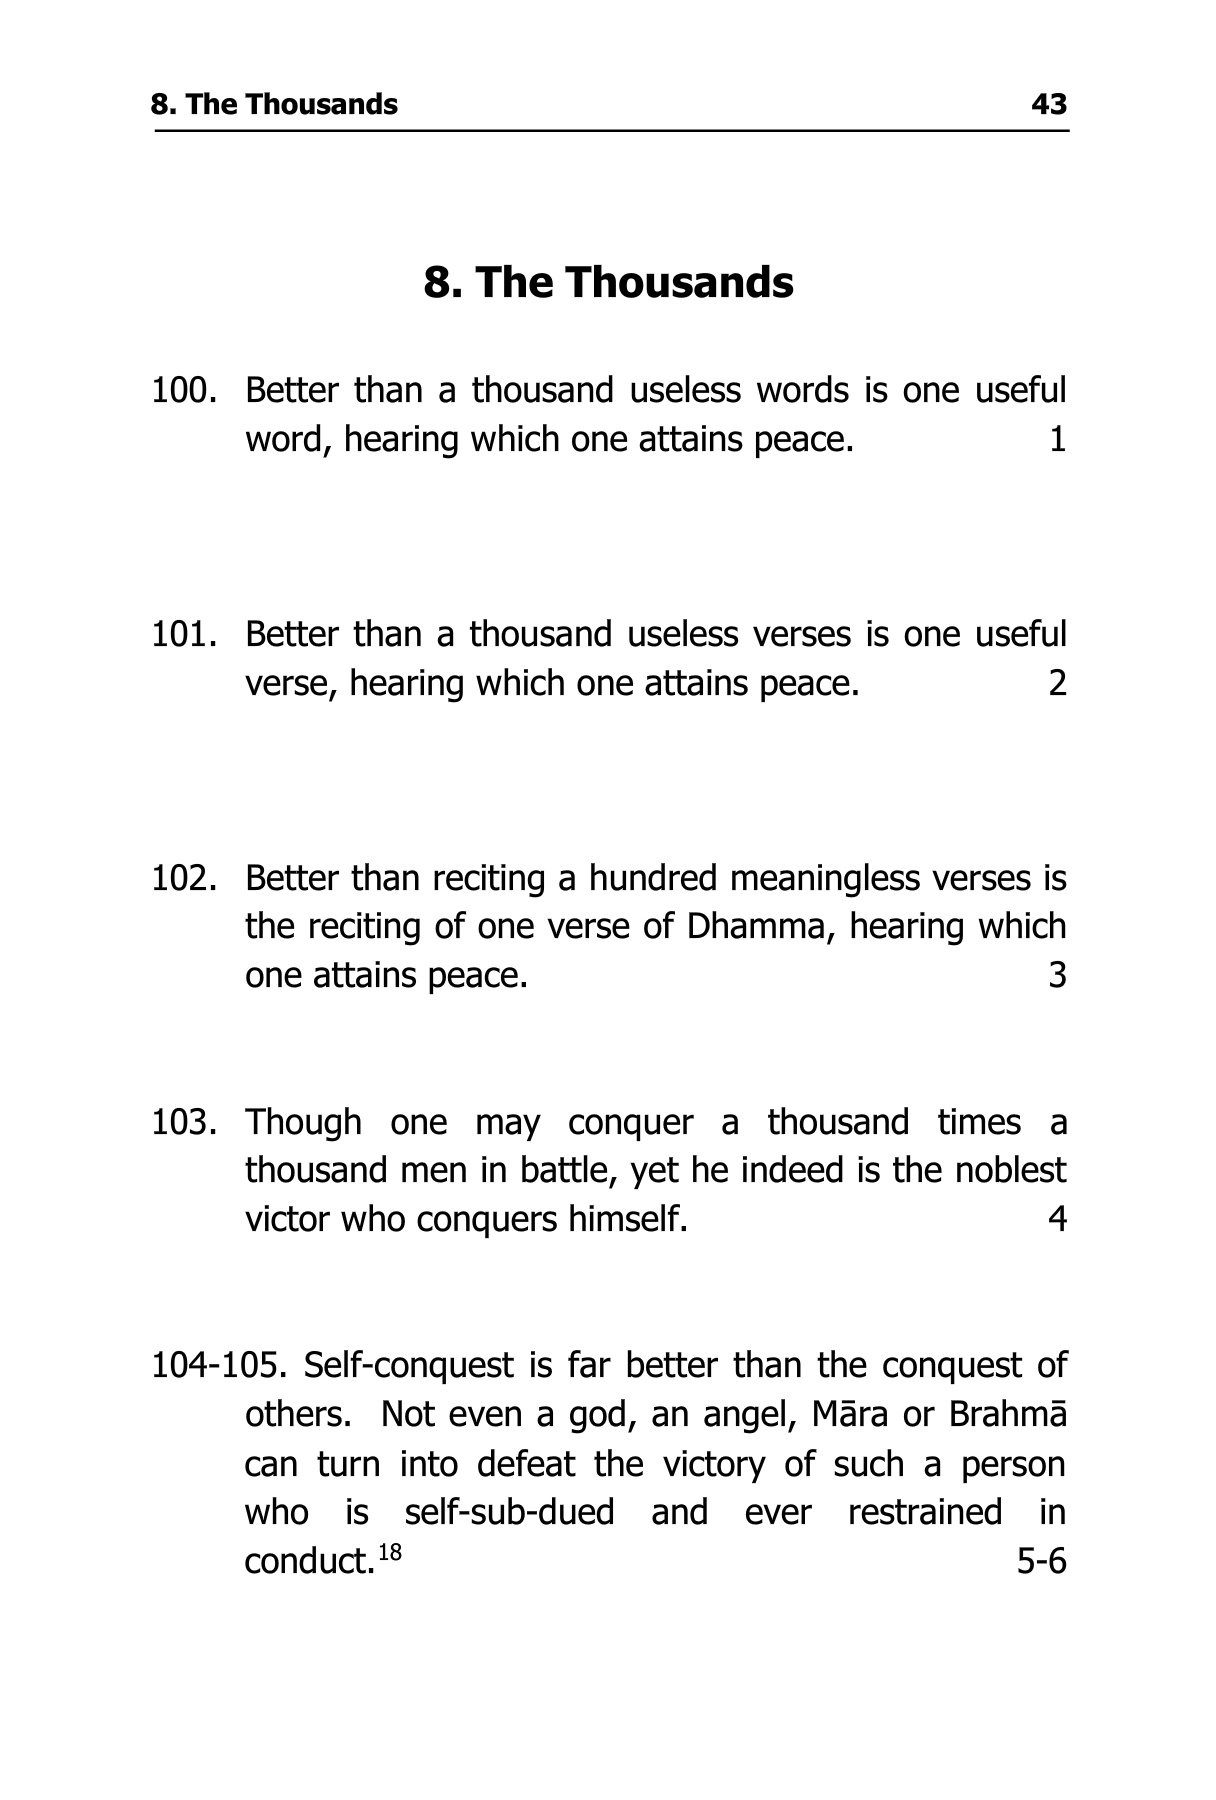 8. The Thousands 43
8. The Thousands
100. Better than a thousand useless words is one useful
word, hearing which one attains peace. 1
101. Better than a thousand useless verses is one useful
verse, hearing which one attains peace. 2
102. Better than reciting a hundred meaningless verses is
the reciting of one verse of Dhamma, hearing which
one attains peace. 3
103. Though one may conquer a thousand times a
thousand men in battle, yet he indeed is the noblest
victor who conquers himself. 4
104-105. Self-conquest is far better than the conquest of
others. Not even a god, an angel, Māra or Brahmā
can turn into defeat the victory of such a person
who is self-sub-dued and ever restrained in
conduct.18 5-6